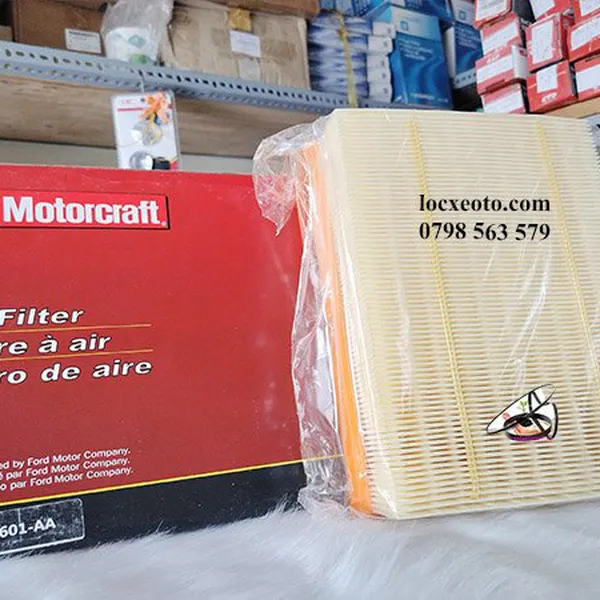 Motorcraft
Filter
re à air
ro de aire
ed by Ford Motor Company.
é par Ford Motor Company.
o por Ford Motor Company.
601-AA
locxeoto.com
0798 563 579